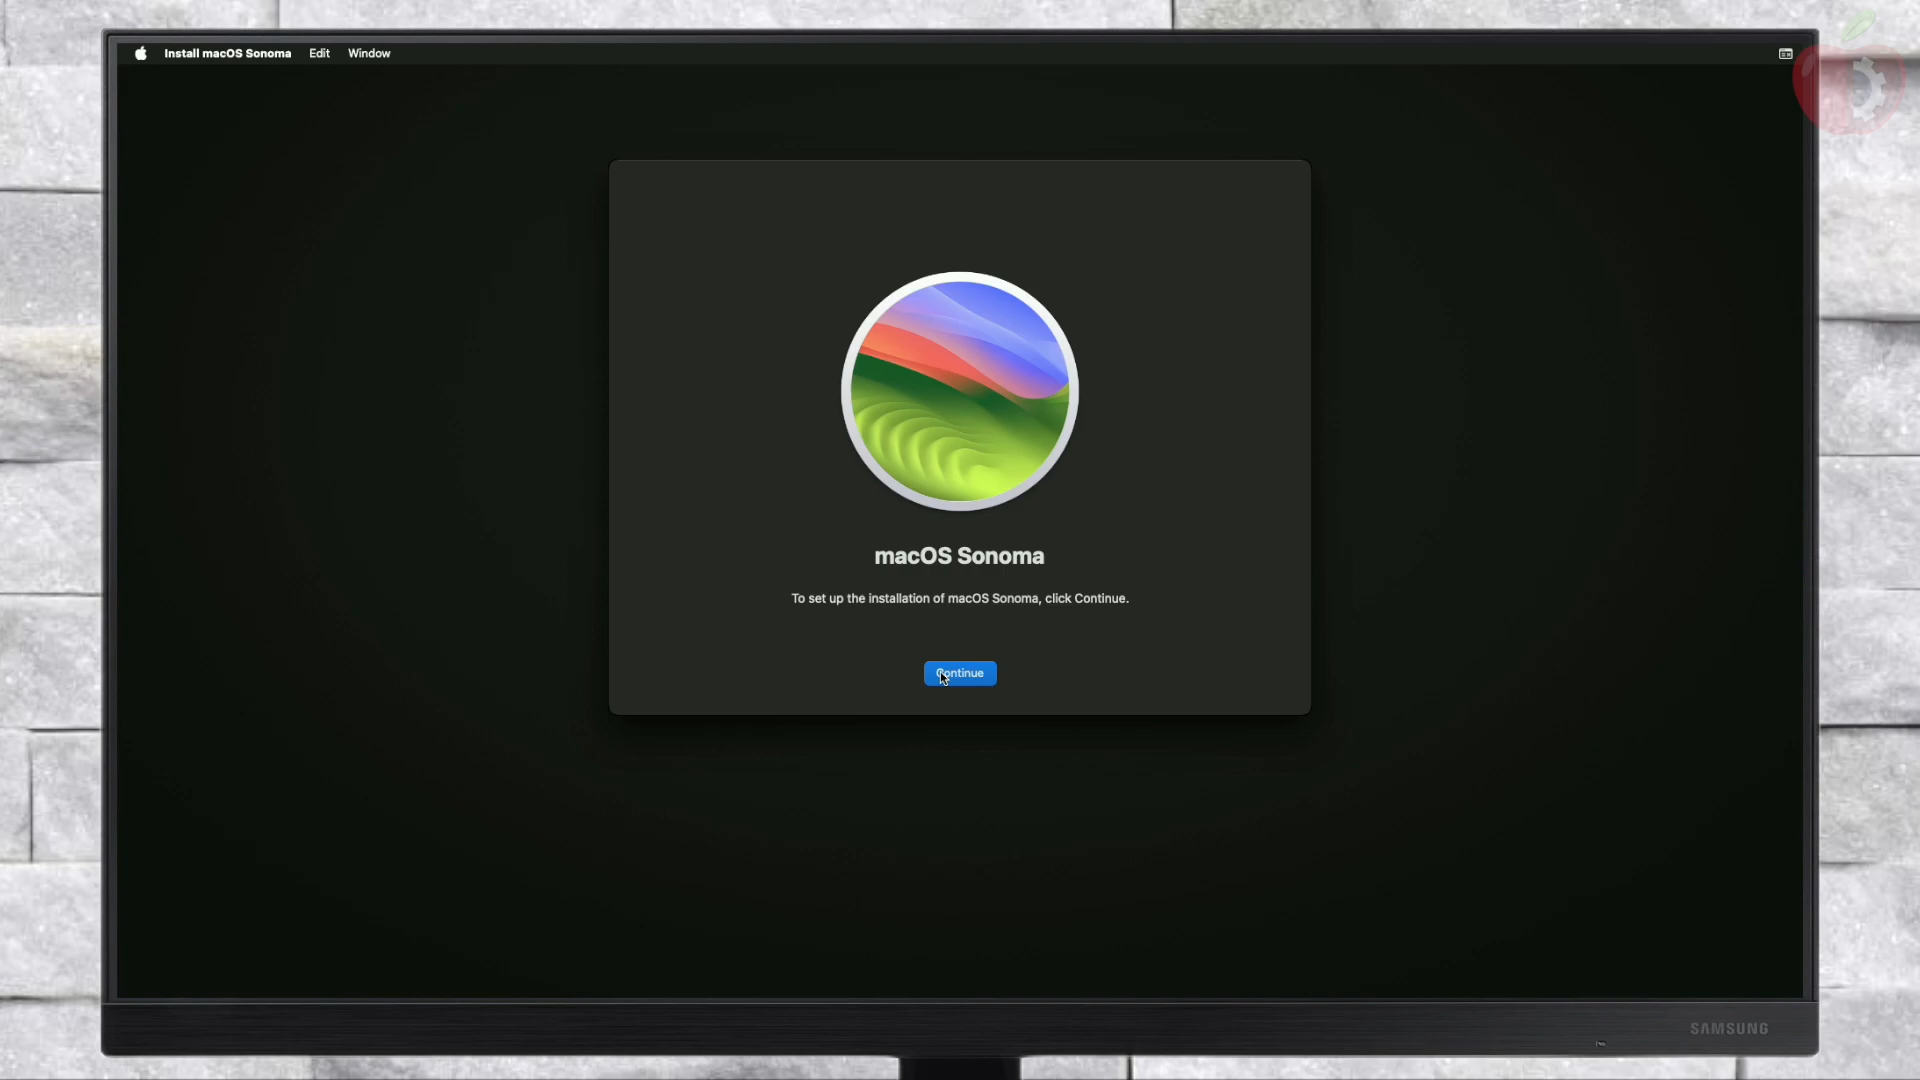 Install macOS Sonoma Edit Window
macOS Sonoma
To set up the installation of macOS Sonoma, click Continue.
Continue
SAMSUNG